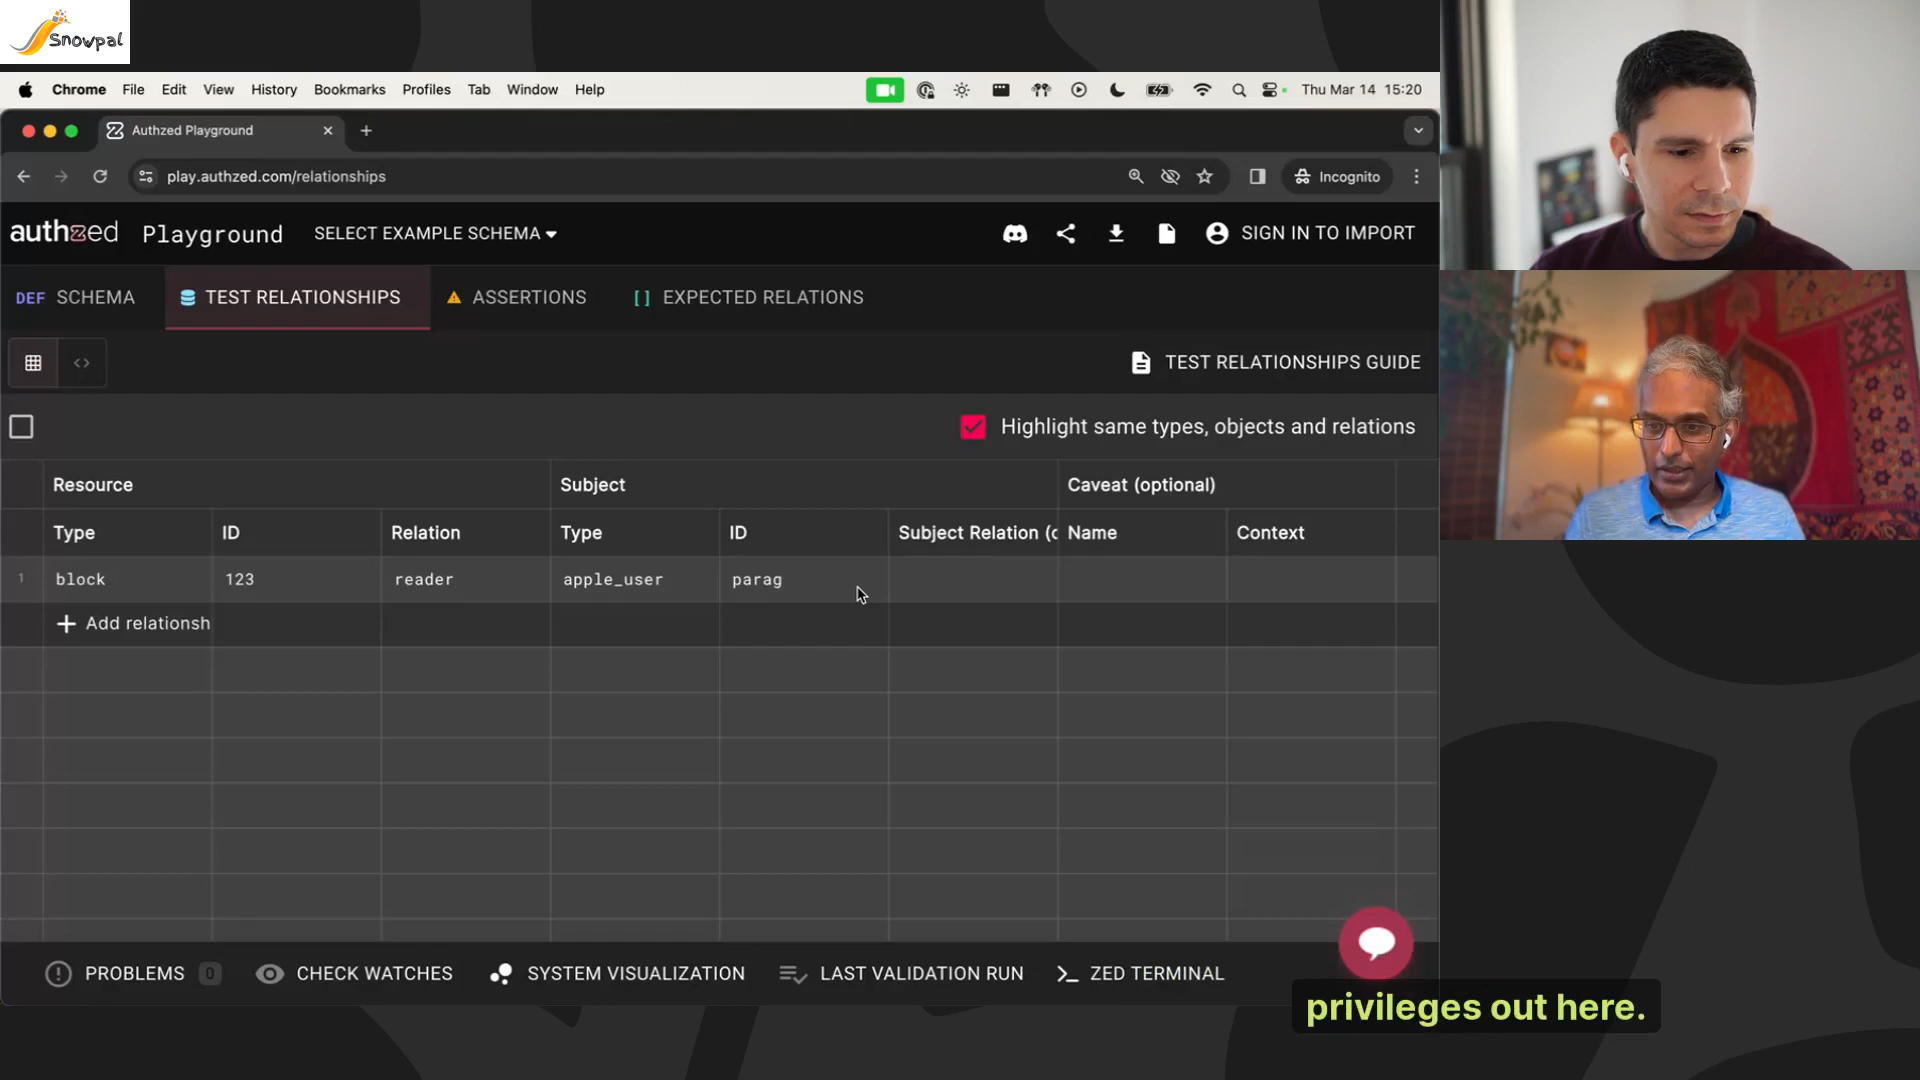 Snowpal
Chrome File Edit View History Bookmarks Profiles Tab Window Help Thu Mar 14 15:20
Authzed Playground
play.authzed.com/relationships Incognito
authzed Playground SELECT EXAMPLE SCHEMA SIGN IN TO IMPORT
DEF SCHEMA TEST RELATIONSHIPS ASSERTIONS [ ] EXPECTED RELATIONS
<> TEST RELATIONSHIPS GUIDE
Highlight same types, objects and relations
Resource Subject Caveat (optional)
Type ID Relation Type ID Subject Relation (c Name Context
1 block 123 reader apple_user parag
+ Add relationsh
PROBLEMS 0 CHECK WATCHES SYSTEM VISUALIZATION LAST VALIDATION RUN ZED TERMINAL
privileges out here.